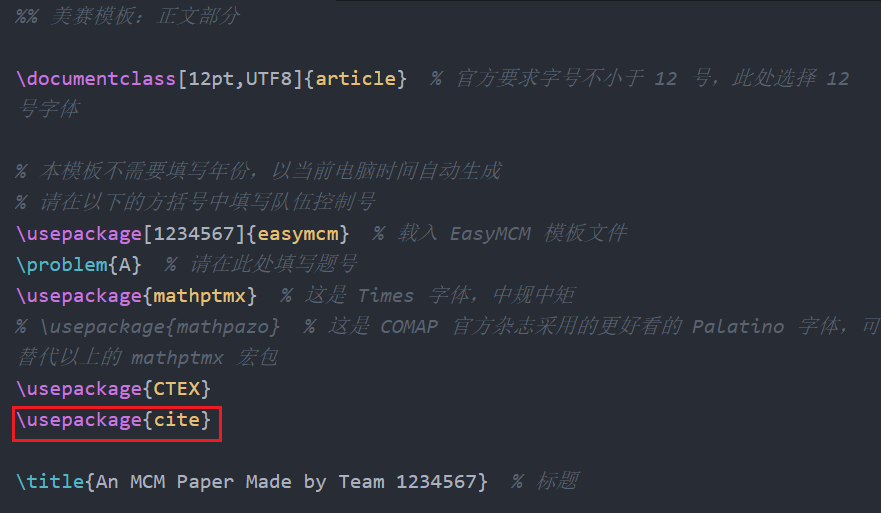 %% 美赛模板：正文部分
\documentclass[12pt,UTF8]{article}  % 官方要求字号不小于 12 号，此处选择 12
号字体
% 本模板不需要填写年份，以当前电脑时间自动生成
% 请在以下的方括号中填写队伍控制号
\usepackage[1234567]{easymcm}  % 载入 EasyMCM 模板文件
\problem{A}  % 请在此处填写题号
\usepackage{mathptmx}  % 这是 Times 字体，中规中矩
% \usepackage{mathpazo}  % 这是 COMAP 官方杂志采用的更好看的 Palatino 字体，可
替代以上的 mathptmx 宏包
\usepackage{CTEX}
\usepackage{cite}
\title{An MCM Paper Made by Team 1234567}  % 标题